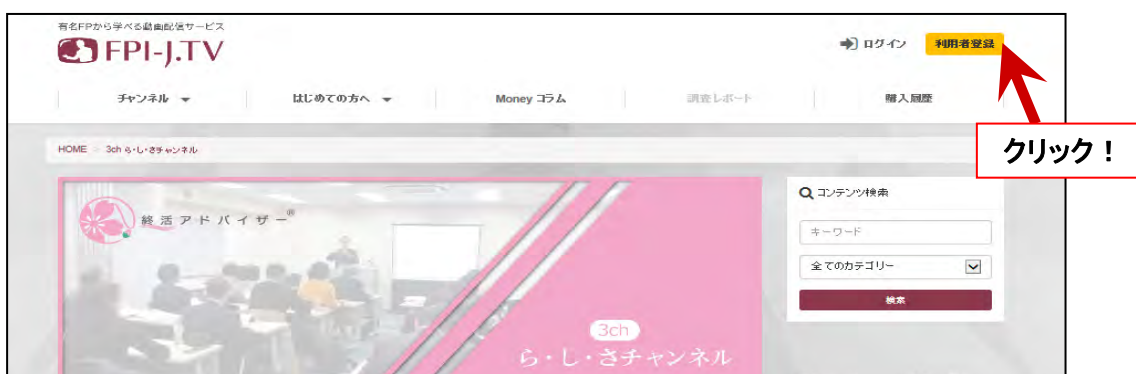 有名FPから学べる動画配信サービス
FPI-J.TV
ログイン 利用者登録
チャンネル はじめての方へ Money コラム 調査レポート 購入履歴
クリック！
HOME > 3ch ら・し・さチャンネル
終活アドバイザー®
コンテンツ検索
キーワード
全てのカテゴリー
検索
3ch
ら・し・さチャンネル